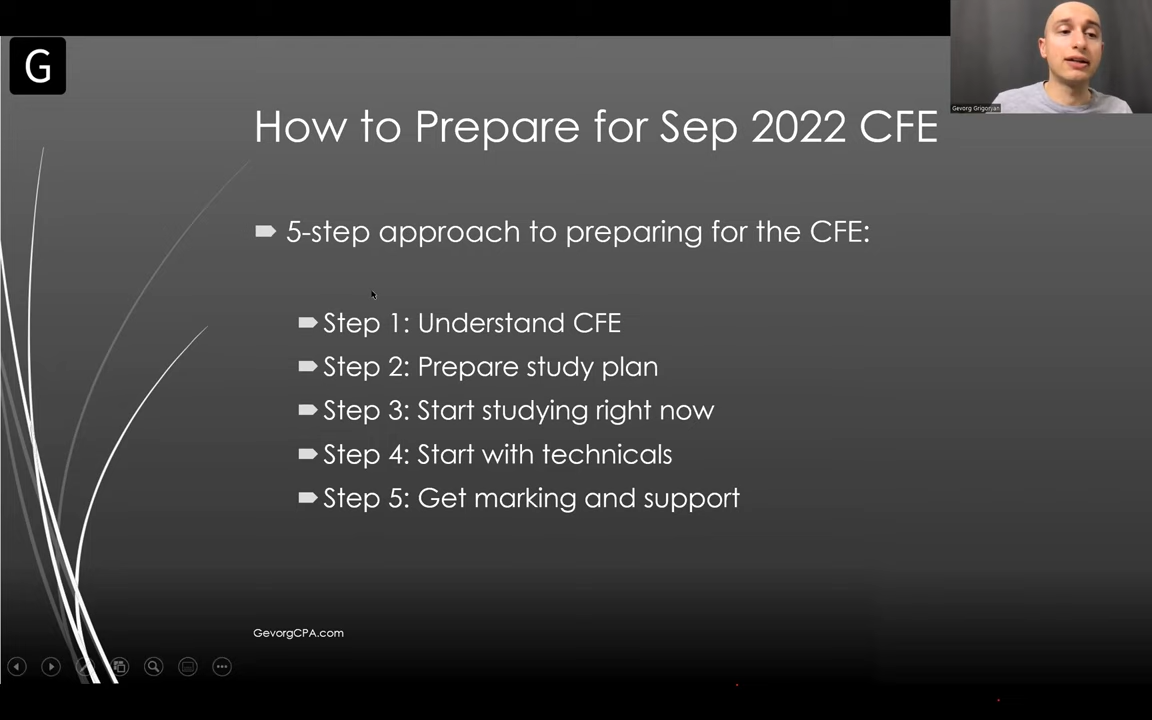 G
Gevorg Grigoryan
How to Prepare for Sep 2022 CFE
5-step approach to preparing for the CFE:
Step 1: Understand CFE
Step 2: Prepare study plan
Step 3: Start studying right now
Step 4: Start with technicals
Step 5: Get marking and support
GevorgCPA.com